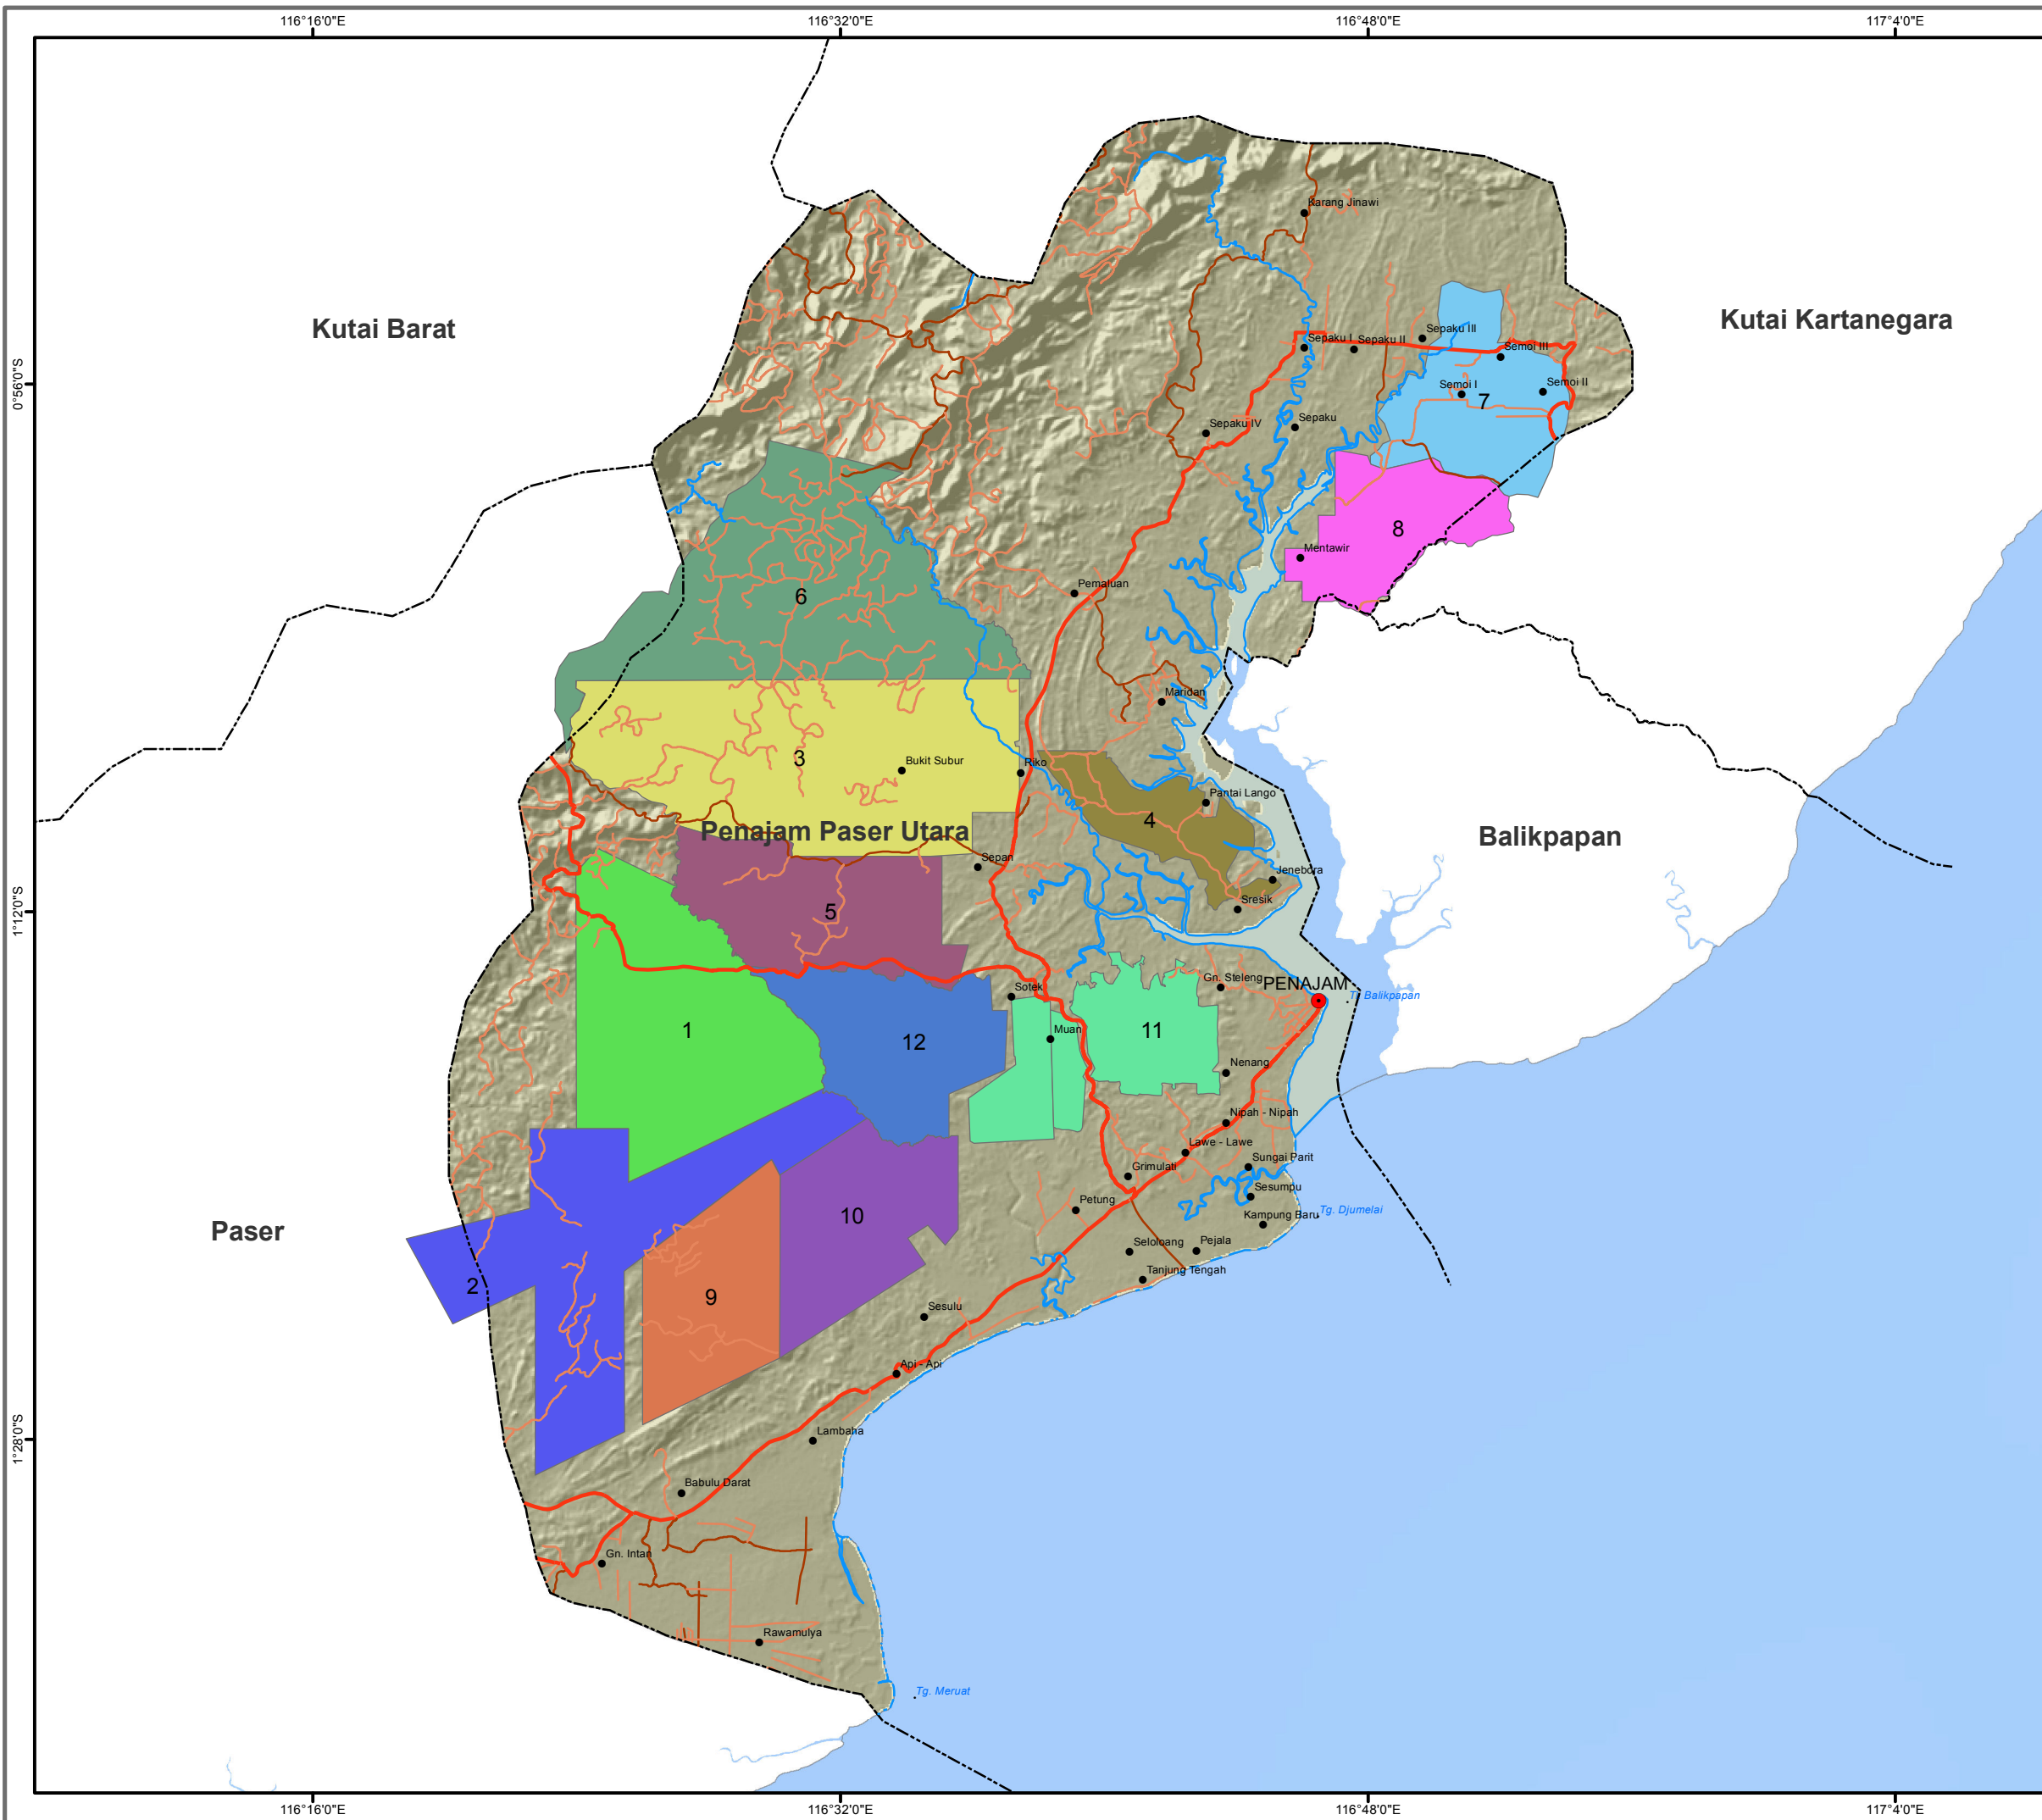 116°16'0"E 116°32'0"E 116°48'0"E 117°4'0"E
Karang Jinawi
Kutai Barat
Kutai Kartanegara
Sepaku III
Sepaku I
Sepaku II
Semoi III
0°56'0"S
Semoi I
Semoi II
7
Sepaku IV
Sepaku
8
Mentawir
Pemaluan
6
Maridan
3
Bukit Subur
Riko
Pantai Lango
4
Penajam Paser Utara
Balikpapan
Sepan
Jenebora
1°12'0"S
5
Sresik
Gn. Steleng
PENAJAM
Tl. Balikpapan
Sotek
1
12
Muan
11
Nenang
Nipah - Nipah
Lawe - Lawe
Grimulati
Sungai Parit
Sesumpu
Petung
Kampung Baru
Tg. Djumelai
Paser
10
Seloloang
Pejala
Tanjung Tengah
2
9
Sesulu
Api - Api
1°28'0"S
Lambaha
Babulu Darat
Gn. Intan
Rawamulya
Tg. Meruat
116°16'0"E 116°32'0"E 116°48'0"E 117°4'0"E